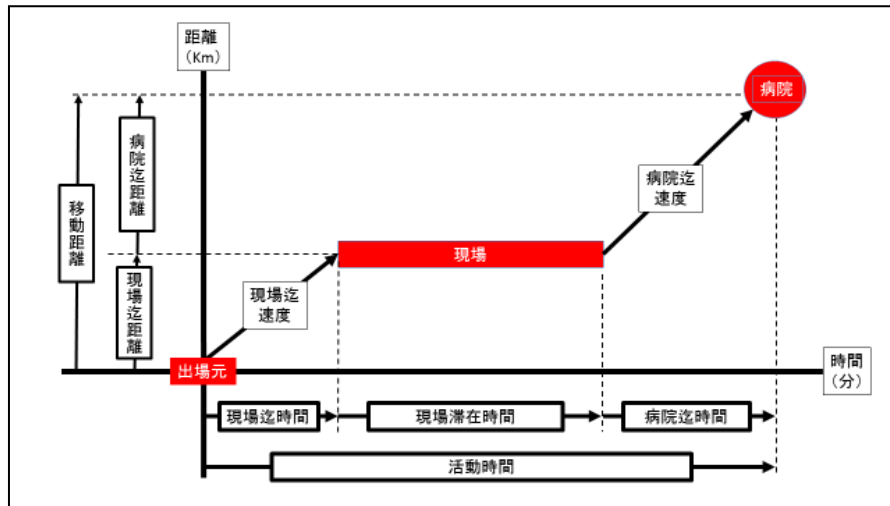 距離
（Km）
病院
病院迄距離
病院迄
速度
移動距離
現場
現場迄距離
現場迄
速度
出場元
時間
（分）
現場迄時間
現場滞在時間
病院迄時間
活動時間